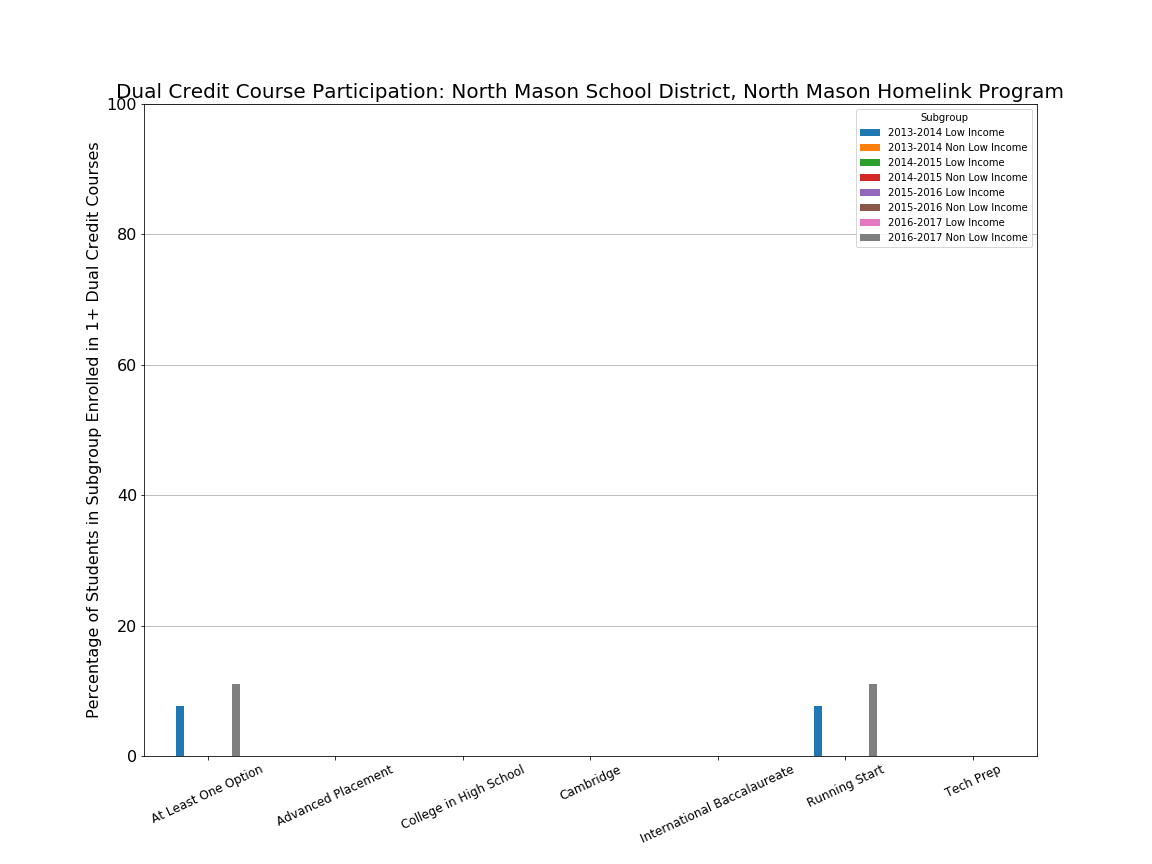 Dual Credit Course Participation: North Mason School District, North Mason Homelink Program
Percentage of Students in Subgroup Enrolled in 1+ Dual Credit Courses
100
80
60
40
20
0
Subgroup
2013-2014 Low Income
2013-2014 Non Low Income
2014-2015 Low Income
2014-2015 Non Low Income
2015-2016 Low Income
2015-2016 Non Low Income
2016-2017 Low Income
2016-2017 Non Low Income
At Least One Option
Advanced Placement
College in High School
Cambridge
International Baccalaureate
Running Start
Tech Prep